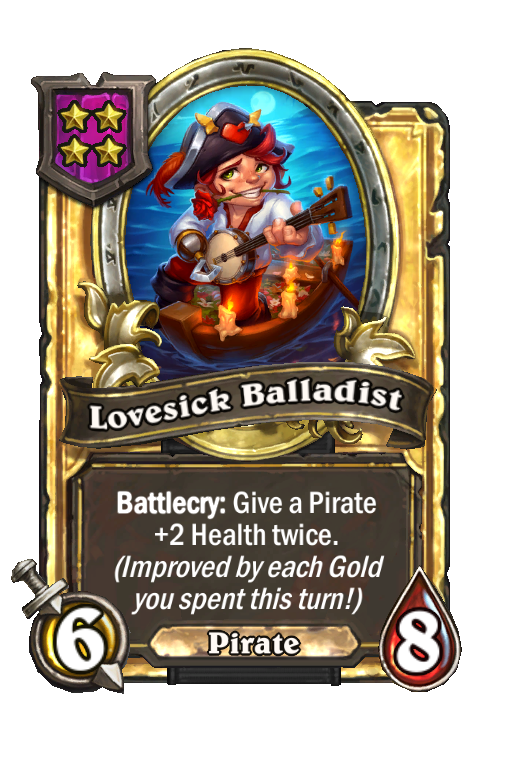 Lovesick Balladist
Battlecry: Give a Pirate
+2 Health twice.
(Improved by each Gold
you spent this turn!)
6
Pirate
8